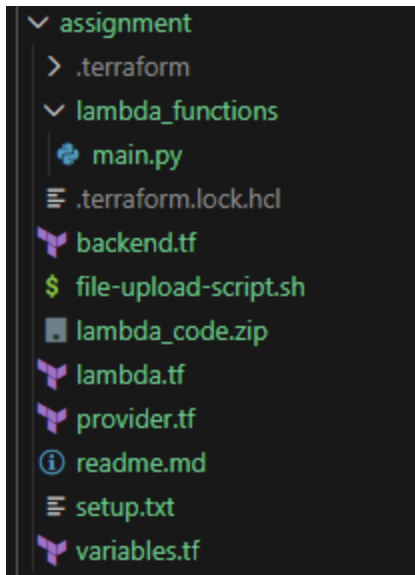 assignment
.terraform
lambda_functions
main.py
.terraform.lock.hcl
backend.tf
$ file-upload-script.sh
lambda_code.zip
lambda.tf
provider.tf
readme.md
setup.txt
variables.tf